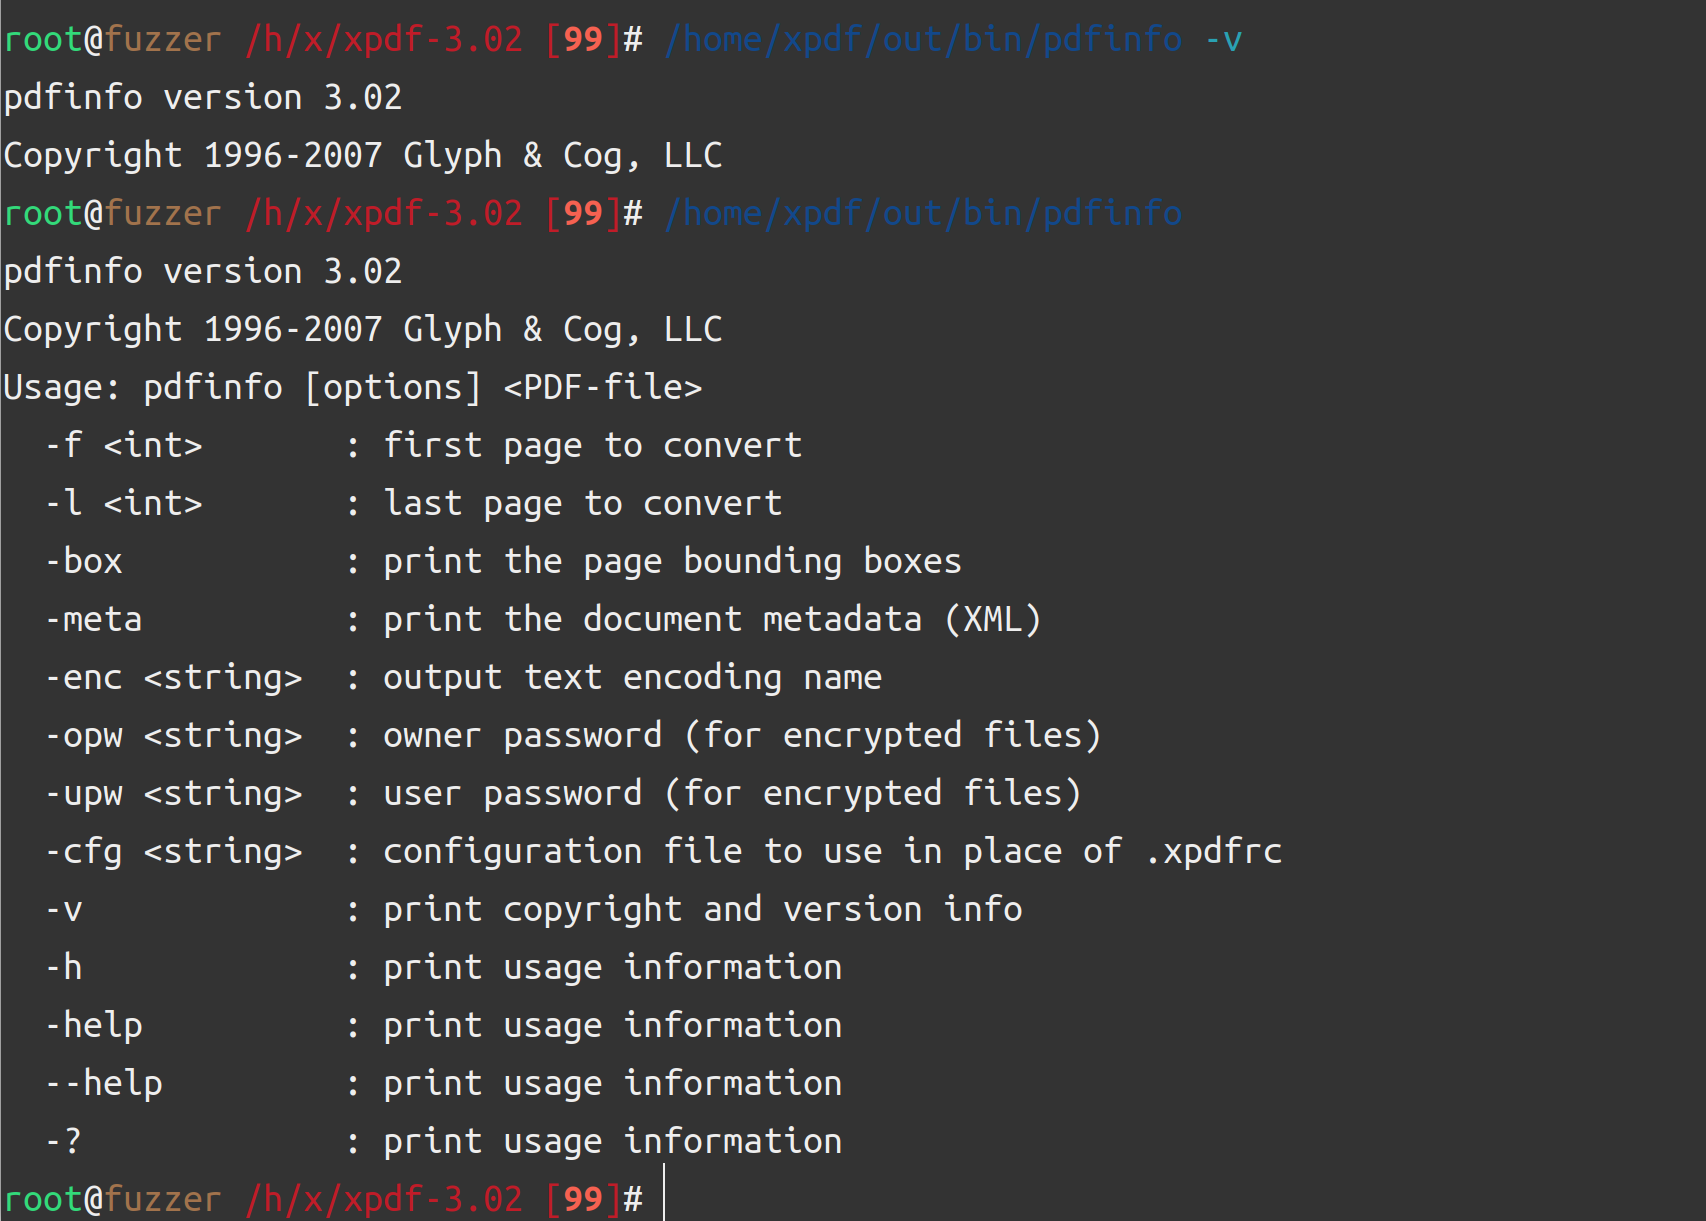 root@fuzzer /h/x/xpdf-3.02 [99]# /home/xpdf/out/bin/pdfinfo -v
pdfinfo version 3.02
Copyright 1996-2007 Glyph & Cog, LLC
root@fuzzer /h/x/xpdf-3.02 [99]# /home/xpdf/out/bin/pdfinfo
pdfinfo version 3.02
Copyright 1996-2007 Glyph & Cog, LLC
Usage: pdfinfo [options] <PDF-file>
  -f <int>       : first page to convert
  -l <int>       : last page to convert
  -box           : print the page bounding boxes
  -meta          : print the document metadata (XML)
  -enc <string>  : output text encoding name
  -opw <string>  : owner password (for encrypted files)
  -upw <string>  : user password (for encrypted files)
  -cfg <string>  : configuration file to use in place of .xpdfrc
  -v             : print copyright and version info
  -h             : print usage information
  -help          : print usage information
  --help         : print usage information
  -?             : print usage information
root@fuzzer /h/x/xpdf-3.02 [99]#